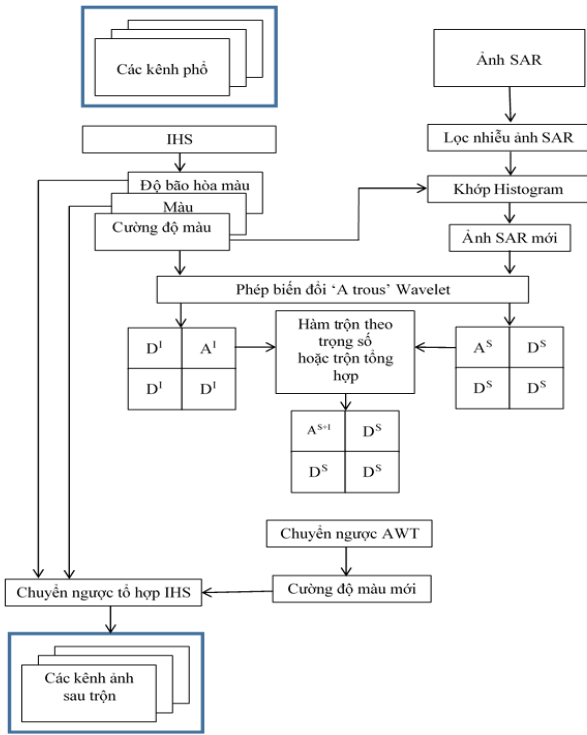 Các kênh phổ
Ảnh SAR
IHS
Lọc nhiễu ảnh SAR
Độ bão hòa màu
Màu
Cường độ màu
Khớp Histogram
Ảnh SAR mới
Phép biến đổi ‘A trous’ Wavelet
D^I A^I
D^I D^I
Hàm trộn theo
trọng số
hoặc trộn tổng
hợp
A^S D^S
D^S D^S
A^S+I D^S
D^S D^S
Chuyển ngược AWT
Chuyển ngược tổ hợp IHS
Cường độ màu mới
Các kênh ảnh
sau trộn